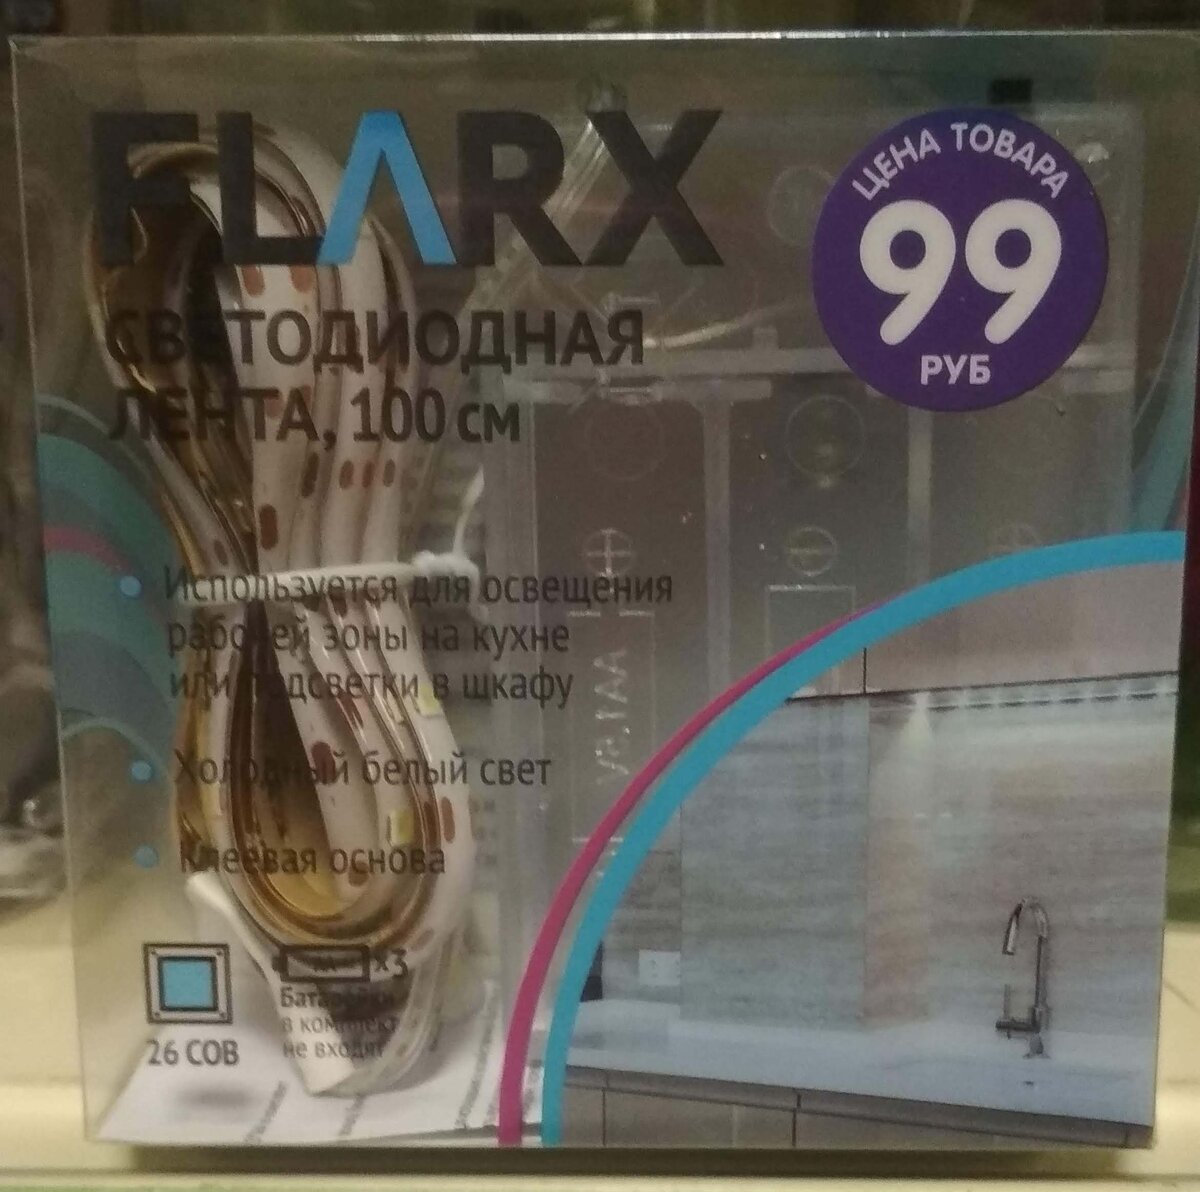 FLARX
ЦЕНА ТОВАРА
99
РУБ
СВЕТОДИОДНАЯ
ЛЕНТА, 100 см
Используется для освещения
рабочей зоны на кухне
или подсветки в шкафу
Холодный белый свет
Клеевая основа
AA x3
26 COB
Батарейки
в комплект
не входят